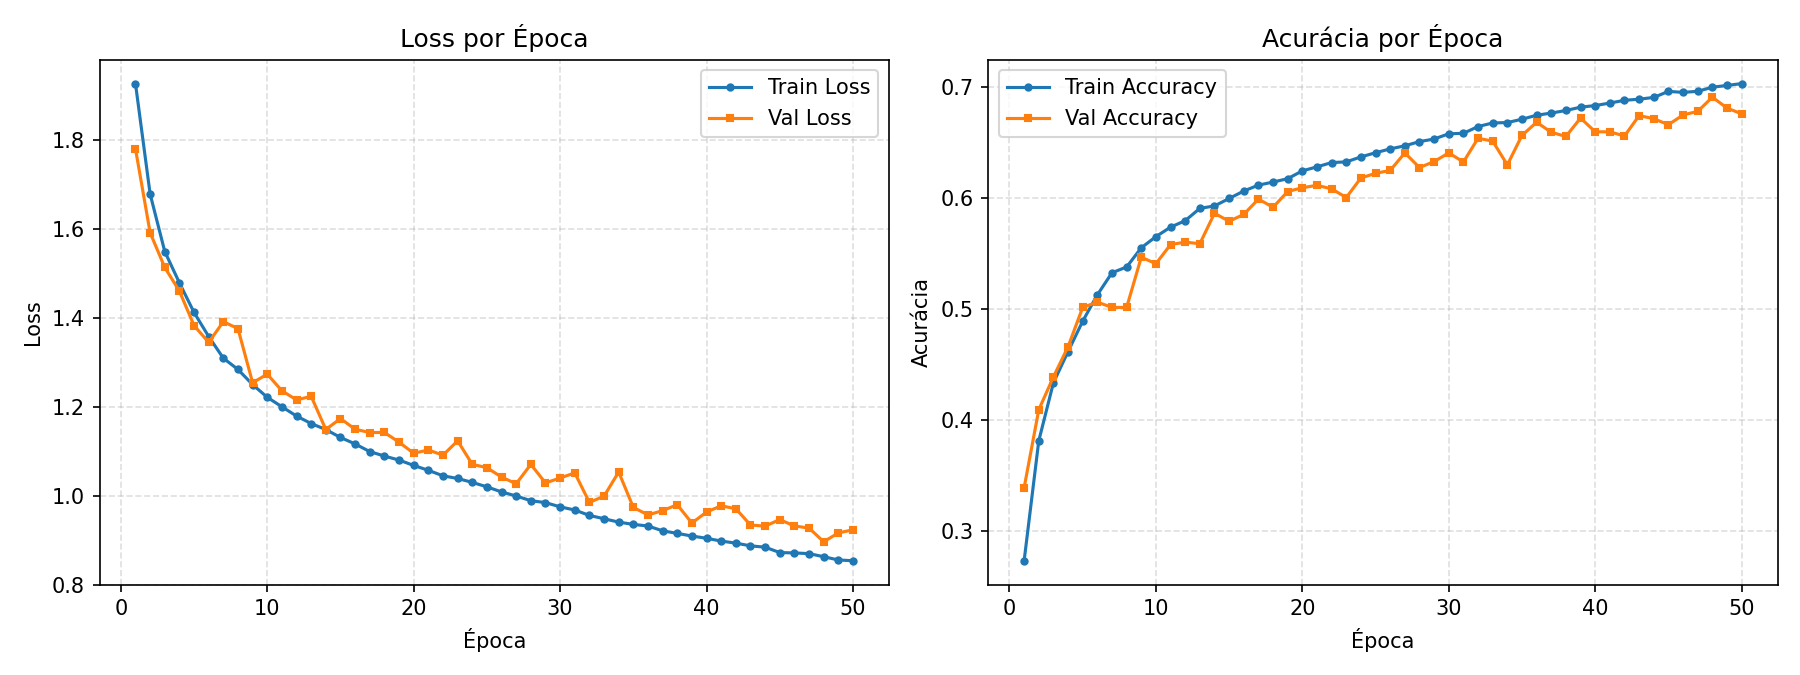 Loss por Época
Train Loss
Val Loss
1.8
1.6
1.4
1.2
1.0
0.8
Loss
0 10 20 30 40 50
Época
Acurácia por Época
Train Accuracy
Val Accuracy
0.7
0.6
0.5
0.4
0.3
Acurácia
0 10 20 30 40 50
Época